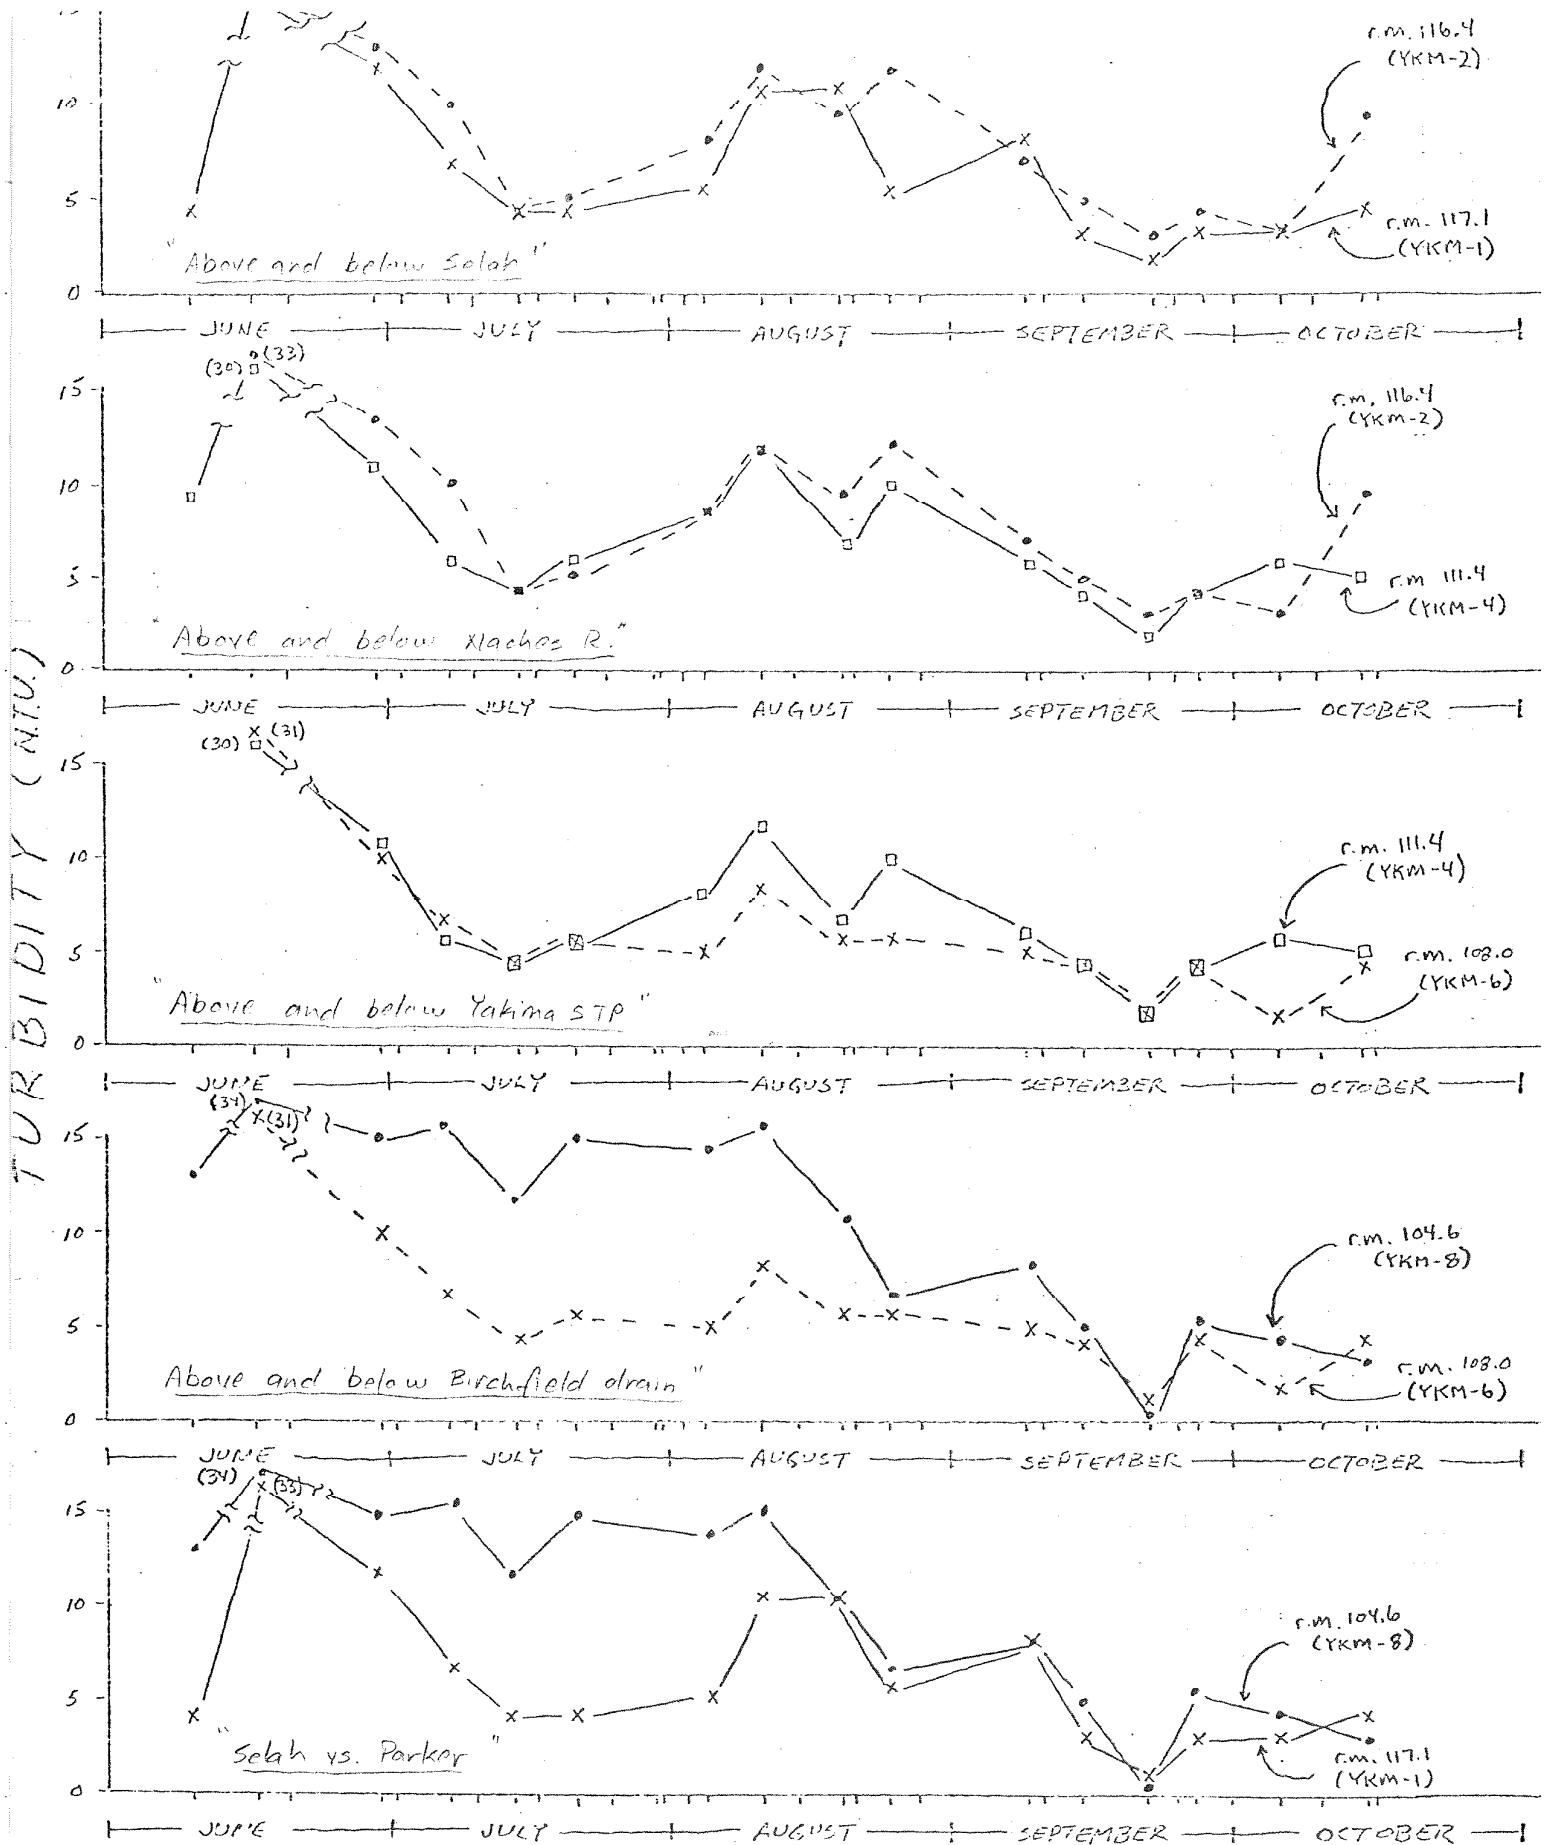 TURBIDITY (N.T.U.)
15
10
5
0
r.m. 116.4
(YKM-2)
r.m. 117.1
(YKM-1)
"Above and below Selah"
JUNE JULY AUGUST SEPTEMBER OCTOBER
(30) (33)
15
10
5
0
r.m. 116.4
(YKM-2)
r.m 111.4
(YKM-4)
"Above and below Naches R."
JUNE JULY AUGUST SEPTEMBER OCTOBER
(30) (31)
15
10
5
0
r.m. 111.4
(YKM-4)
r.m. 108.0
(YKM-6)
"Above and below Yakima STP"
JUNE JULY AUGUST SEPTEMBER OCTOBER
(34) (31)
15
10
5
0
r.m. 104.6
(YKM-8)
r.m. 108.0
(YKM-6)
Above and below Birchfield drain"
JUNE JULY AUGUST SEPTEMBER OCTOBER
(34) (33)
15
10
5
0
r.m. 104.6
(YKM-8)
r.m. 117.1
(YKM-1)
"Selah vs. Parker"
JUNE JULY AUGUST SEPTEMBER OCTOBER